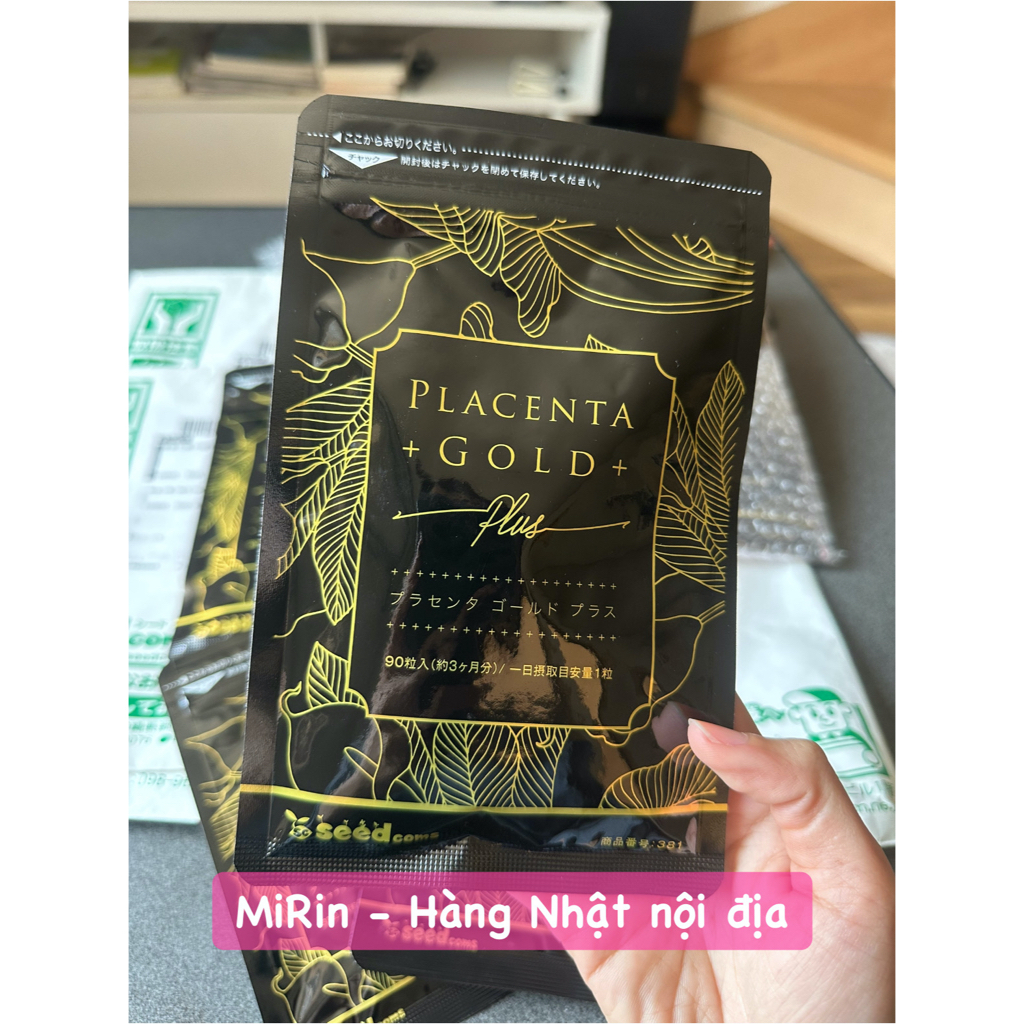 ここからお切りください。
チャック
開封後はチャックを閉めて保存してください。
PLACENTA
+GOLD+
Plus
プラセンタ ゴールド プラス
90粒入(約3ヶ月分)/ 一日摂取目安量1粒
seedcoms
商品番号:381
MiRin - Hàng Nhật nội địa
seedcoms
seedcoms